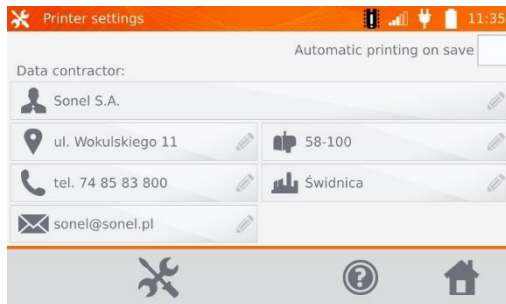 Printer settings
11:35
Automatic printing on save
Data contractor:
Sonel S.A.
ul. Wokulskiego 11
58-100
tel. 74 85 83 800
Świdnica
sonel@sonel.pl
?